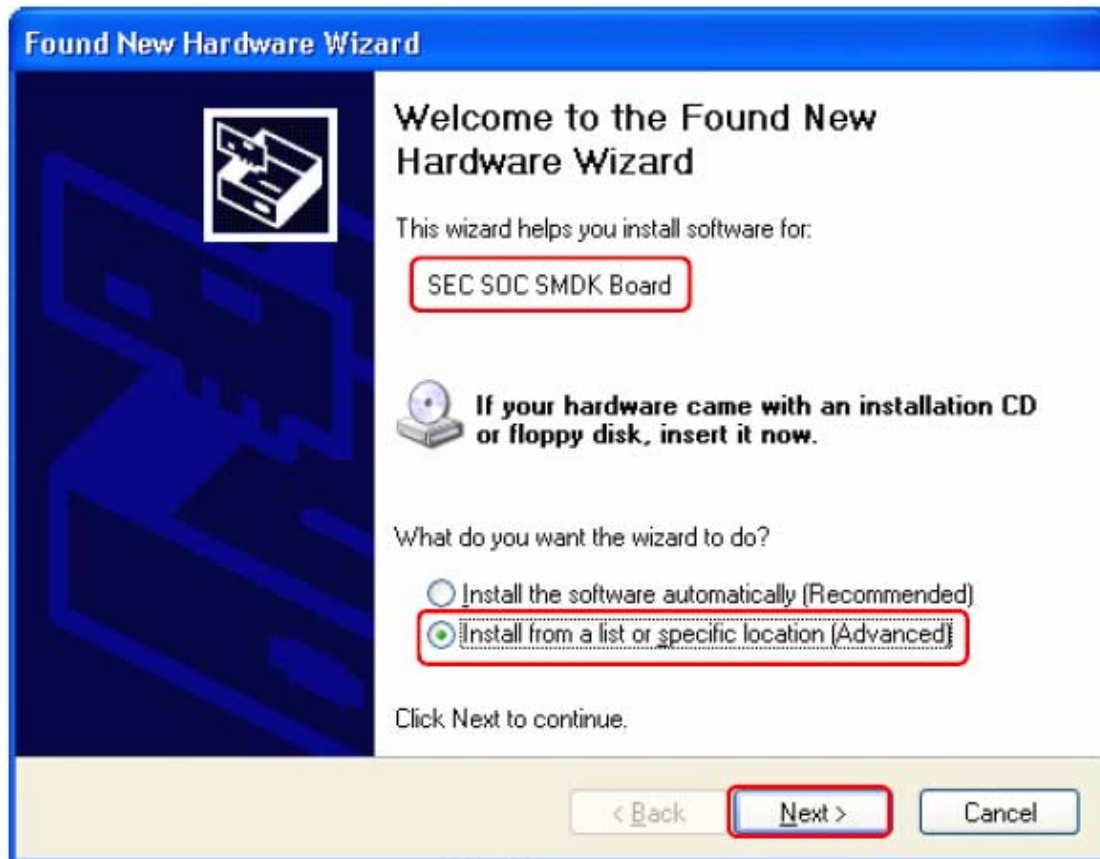 Found New Hardware Wizard
Welcome to the Found New
Hardware Wizard
This wizard helps you install software for:
SEC SOC SMDK Board
If your hardware came with an installation CD
or floppy disk, insert it now.
What do you want the wizard to do?
Install the software automatically (Recommended)
Install from a list or specific location (Advanced)
Click Next to continue.
< Back
Next >
Cancel